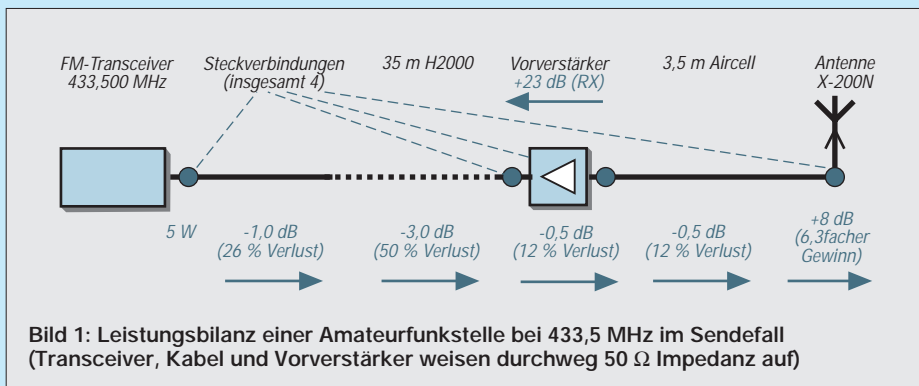 FM-Transceiver
433,500 MHz
Steckverbindungen
(insgesamt 4)
35 m H2000
Vorverstärker
+23 dB (RX)
3,5 m Aircell
Antenne
X-200N
5 W
-1,0 dB
(26 % Verlust)
-3,0 dB
(50 % Verlust)
-0,5 dB
(12 % Verlust)
-0,5 dB
(12 % Verlust)
+8 dB
(6,3facher
Gewinn)
Bild 1: Leistungsbilanz einer Amateurfunkstelle bei 433,5 MHz im Sendefall
(Transceiver, Kabel und Vorverstärker weisen durchweg 50 Ω Impedanz auf)